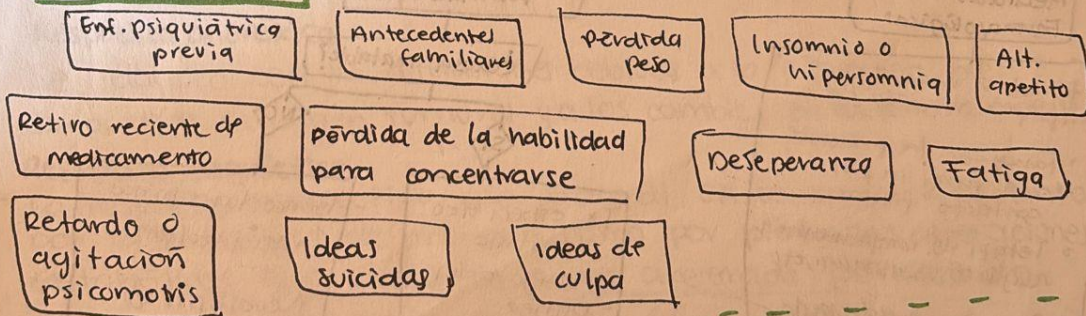 Enf. psiquiátrica
previa
Antecedentes
familiares
pérdida
peso
Insomnio o
hipersomnia
Alt.
apetito
Retiro reciente de
medicamento
pérdida de la habilidad
para concentrarse
Deseperanza
Fatiga
Retardo o
agitación
psicomotris
Ideas
suicidas
ideas de
culpa